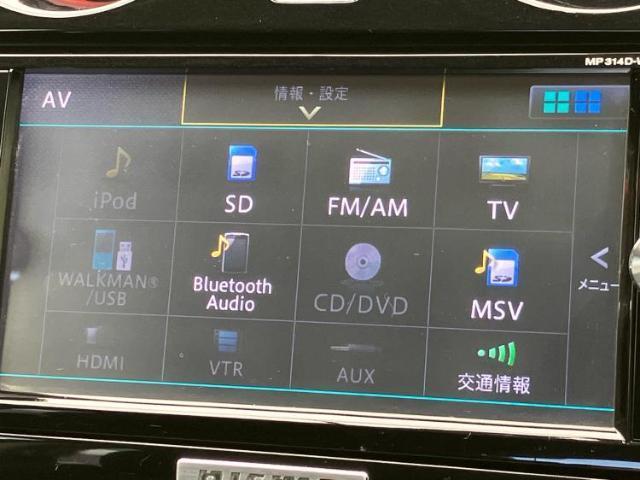 MP314D-W
AV
情報・設定
iPod
SD
FM/AM
TV
WALKMAN®
/USB
Bluetooth
Audio
CD/DVD
MSV
メニュー
HDMI
VTR
AUX
交通情報